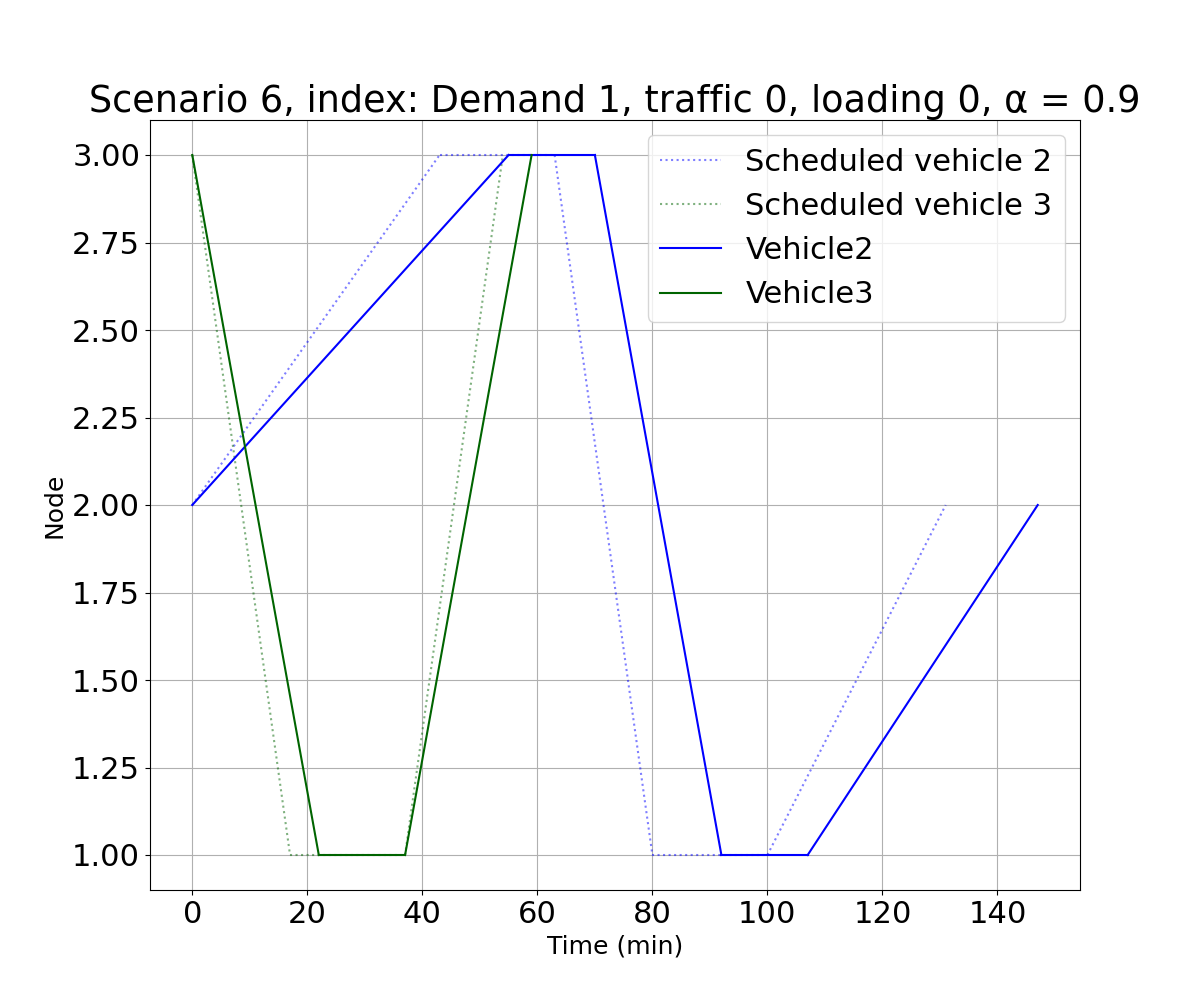 Scenario 6, index: Demand 1, traffic 0, loading 0, α = 0.9
Scheduled vehicle 2
Scheduled vehicle 3
Vehicle2
Vehicle3
3.00
2.75
2.50
2.25
2.00
1.75
1.50
1.25
1.00
Node
0 20 40 60 80 100 120 140
Time (min)